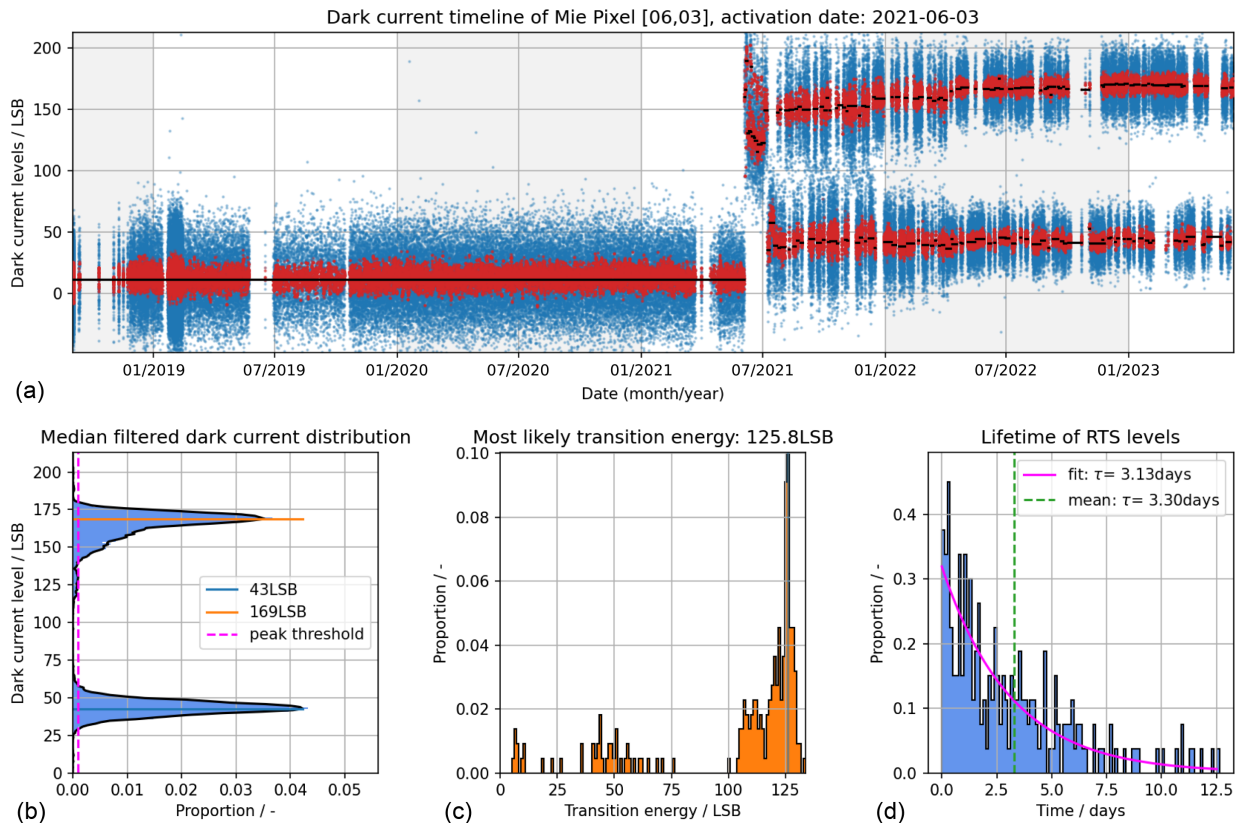 Dark current timeline of Mie Pixel [06,03], activation date: 2021-06-03
Dark current levels / LSB
200
150
100
50
0
01/2019
07/2019
01/2020
07/2020
01/2021
07/2021
01/2022
07/2022
01/2023
Date (month/year)
(a)
Median filtered dark current distribution
Dark current level / LSB
200
175
150
125
100
75
50
25
0
43LSB
169LSB
peak threshold
0.00
0.01
0.02
0.03
0.04
0.05
Proportion / -
(b)
Most likely transition energy: 125.8LSB
Proportion / -
0.10
0.08
0.06
0.04
0.02
0.00
0
25
50
75
100
125
Transition energy / LSB
(c)
Lifetime of RTS levels
Proportion / -
fit: τ= 3.13days
mean: τ= 3.30days
0.4
0.3
0.2
0.1
0.0
0.0
2.5
5.0
7.5
10.0
12.5
Time / days
(d)